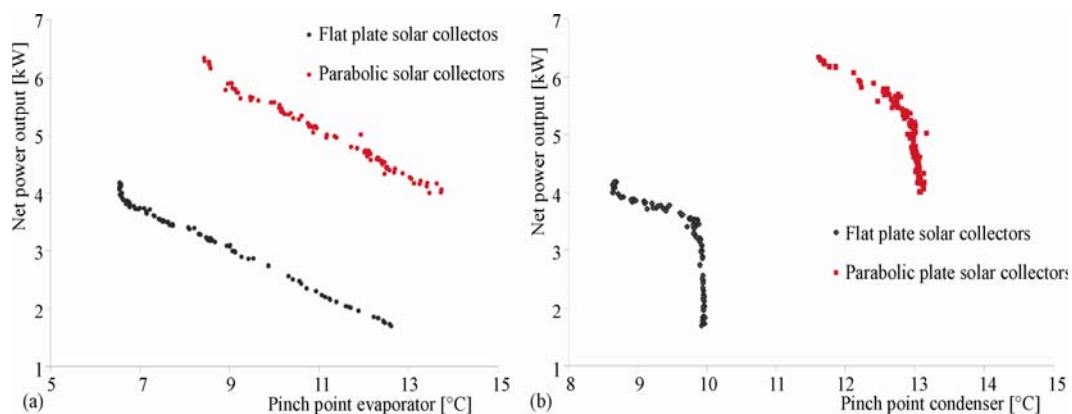 Net power output [kW]
7
6
5
4
3
2
1
5
7
9
11
13
15
Flat plate solar collectos
Parabolic solar collectors
(a)
Pinch point evaporator [°C]
Net power output [kW]
7
6
5
4
3
2
1
8
9
10
11
12
13
14
15
Flat plate solar collectors
Parabolic plate solar collectors
(b)
Pinch point condenser [°C]